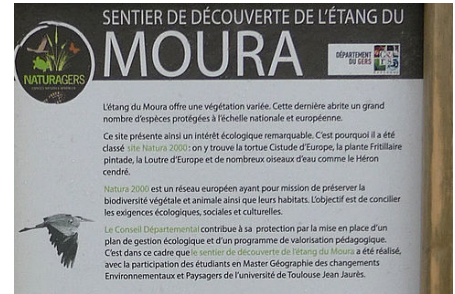 SENTIER DE DÉCOUVERTE DE L'ÉTANG DU
MOURA
NATURAGERS
DÉPARTEMENT
DU GERS
L'étang du Moura offre une végétation variée. Cette dernière abrite un grand
nombre d'espèces protégées à l'échelle nationale et européenne.
Ce site présente ainsi un intérêt écologique remarquable. C'est pourquoi il a été
classé site Natura 2000 : on y trouve la tortue Cistude d'Europe, la plante Fritillaire
pintade, la Loutre d'Europe et de nombreux oiseaux d'eau comme le Héron
cendré.
Natura 2000 est un réseau européen ayant pour mission de préserver la
biodiversité végétale et animale ainsi que leurs habitats. L'objectif est de concilier
les exigences écologiques, sociales et culturelles.
Le Conseil Départemental contribue à sa protection par la mise en place d'un
plan de gestion écologique et d'un programme de valorisation pédagogique.
C'est dans ce cadre que le sentier de découverte de l'étang du Moura a été réalisé,
avec la participation des étudiants en Master Géographie des changements
Environnementaux et Paysagers de l'université de Toulouse Jean Jaurès.